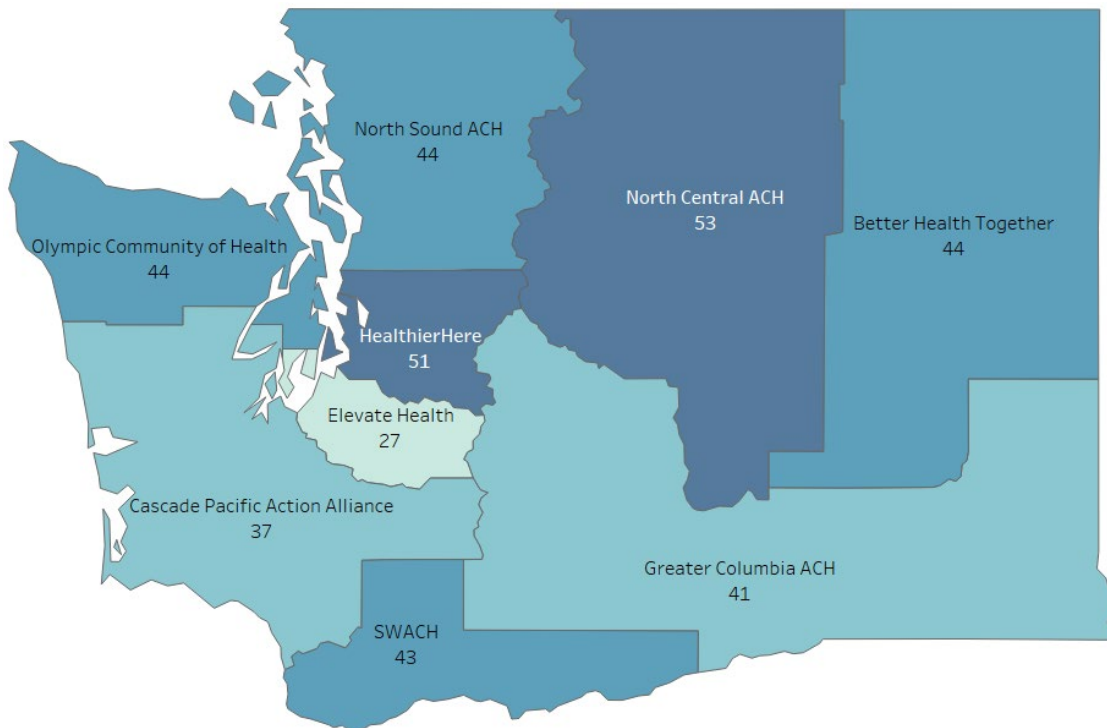 North Sound ACH
44
North Central ACH
53
Better Health Together
44
Olympic Community of Health
44
HealthierHere
51
Elevate Health
27
Cascade Pacific Action Alliance
37
Greater Columbia ACH
41
SWACH
43